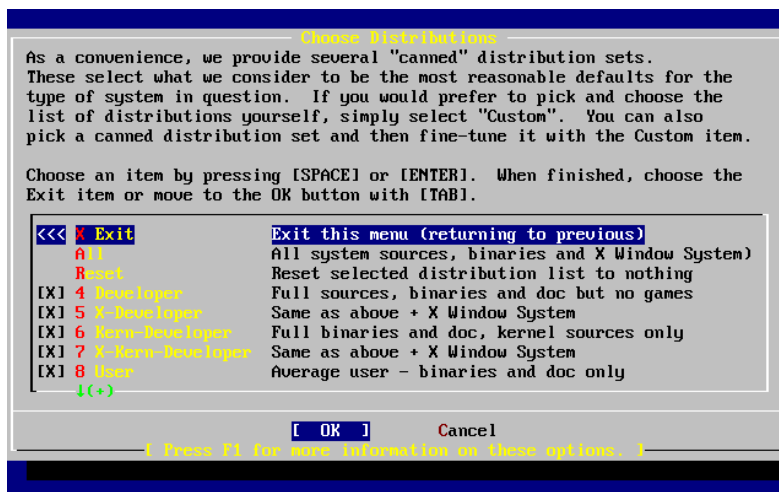 Choose Distributions
As a convenience, we provide several "canned" distribution sets.
These select what we consider to be the most reasonable defaults for the
type of system in question.  If you would prefer to pick and choose the
list of distributions yourself, simply select "Custom".  You can also
pick a canned distribution set and then fine-tune it with the Custom item.
Choose an item by pressing [SPACE] or [ENTER].  When finished, choose the
Exit item or move to the OK button with [TAB].
<<< X Exit Exit this menu (returning to previous)
All All system sources, binaries and X Window System)
Reset Reset selected distribution list to nothing
[X] 4 Developer Full sources, binaries and doc but no games
[X] 5 X-Developer Same as above + X Window System
[X] 6 Kern-Developer Full binaries and doc, kernel sources only
[X] 7 X-Kern-Developer Same as above + X Window System
[X] 8 User Average user - binaries and doc only
↓(+)
[ OK ] Cancel
[ Press F1 for more information on these options. ]